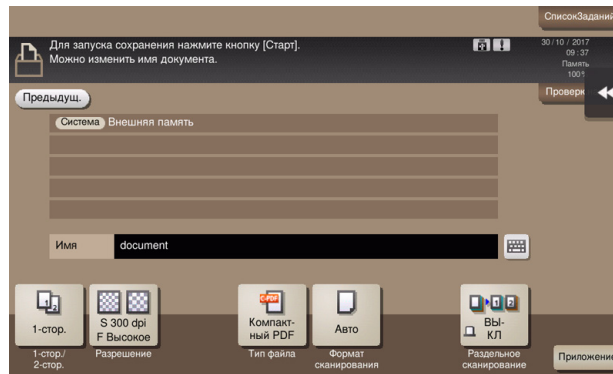 СписокЗаданий
Для запуска сохранения нажмите кнопку [Старт].
Можно изменить имя документа.
30/10 / 2017
09:37
Память
100%
Предыдущ.
Система Внешняя память
Имя document
1-стор.
S 300 dpi
F Высокое
C-PDF
Компакт-
ный PDF
Авто
ВЫ-
КЛ
1-стор./
2-стор.
Разрешение
Тип файла
Формат
сканирования
Раздельное
сканирование